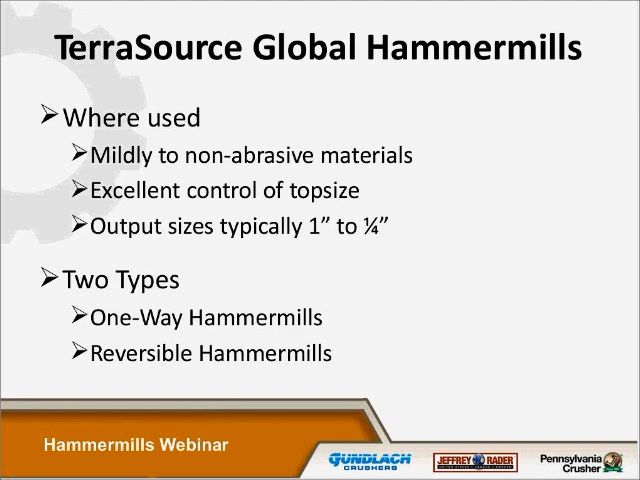 TerraSource Global Hammermills
Where used
Mildly to non-abrasive materials
Excellent control of topsize
Output sizes typically 1” to ¼”
Two Types
One-Way Hammermills
Reversible Hammermills
Hammermills Webinar
GUNDLACH
CRUSHERS
JEFFREY RADER
Pennsylvania
Crusher